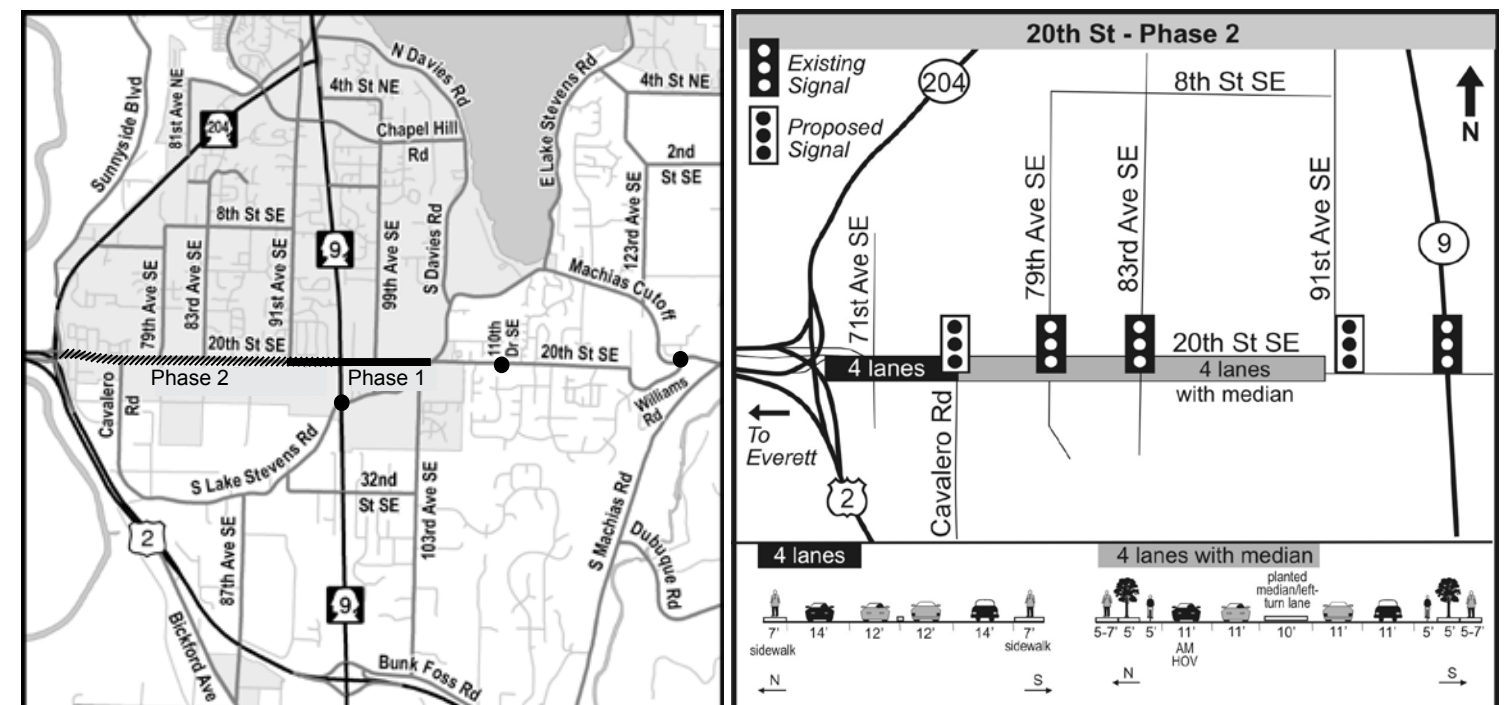 N Davies Rd
E Lake Stevens Rd
4th St NE
4th St NE
81st Ave NE
204
Sunnyside Blvd
Chapel Hill
Rd
2nd
St SE
123rd Ave SE
8th St SE
9
S Davies Rd
99th Ave SE
91st Ave SE
83rd Ave SE
79th Ave SE
Machias Cutoff
20th St SE
110th
Dr SE
20th St SE
Phase 2
Phase 1
Cavalero
Rd
Williams
Rd
S Lake Stevens Rd
32nd
St SE
103rd Ave SE
87th Ave SE
2
S Machias Rd
Dubuque Rd
9
Bickford Ave
Bunk Foss Rd
20th St - Phase 2
Existing
Signal
Proposed
Signal
204
8th St SE
N
71st Ave SE
79th Ave SE
83rd Ave SE
91st Ave SE
9
20th St SE
4 lanes
4 lanes
with median
To
Everett
Cavalero Rd
2
4 lanes
7' 14' 12' 12' 14' 7'
sidewalk sidewalk
N S
4 lanes with median
planted
median/left-
turn lane
5-7' 5' 5' 11' 11' 10' 11' 11' 5' 5' 5-7'
AM
HOV
N S